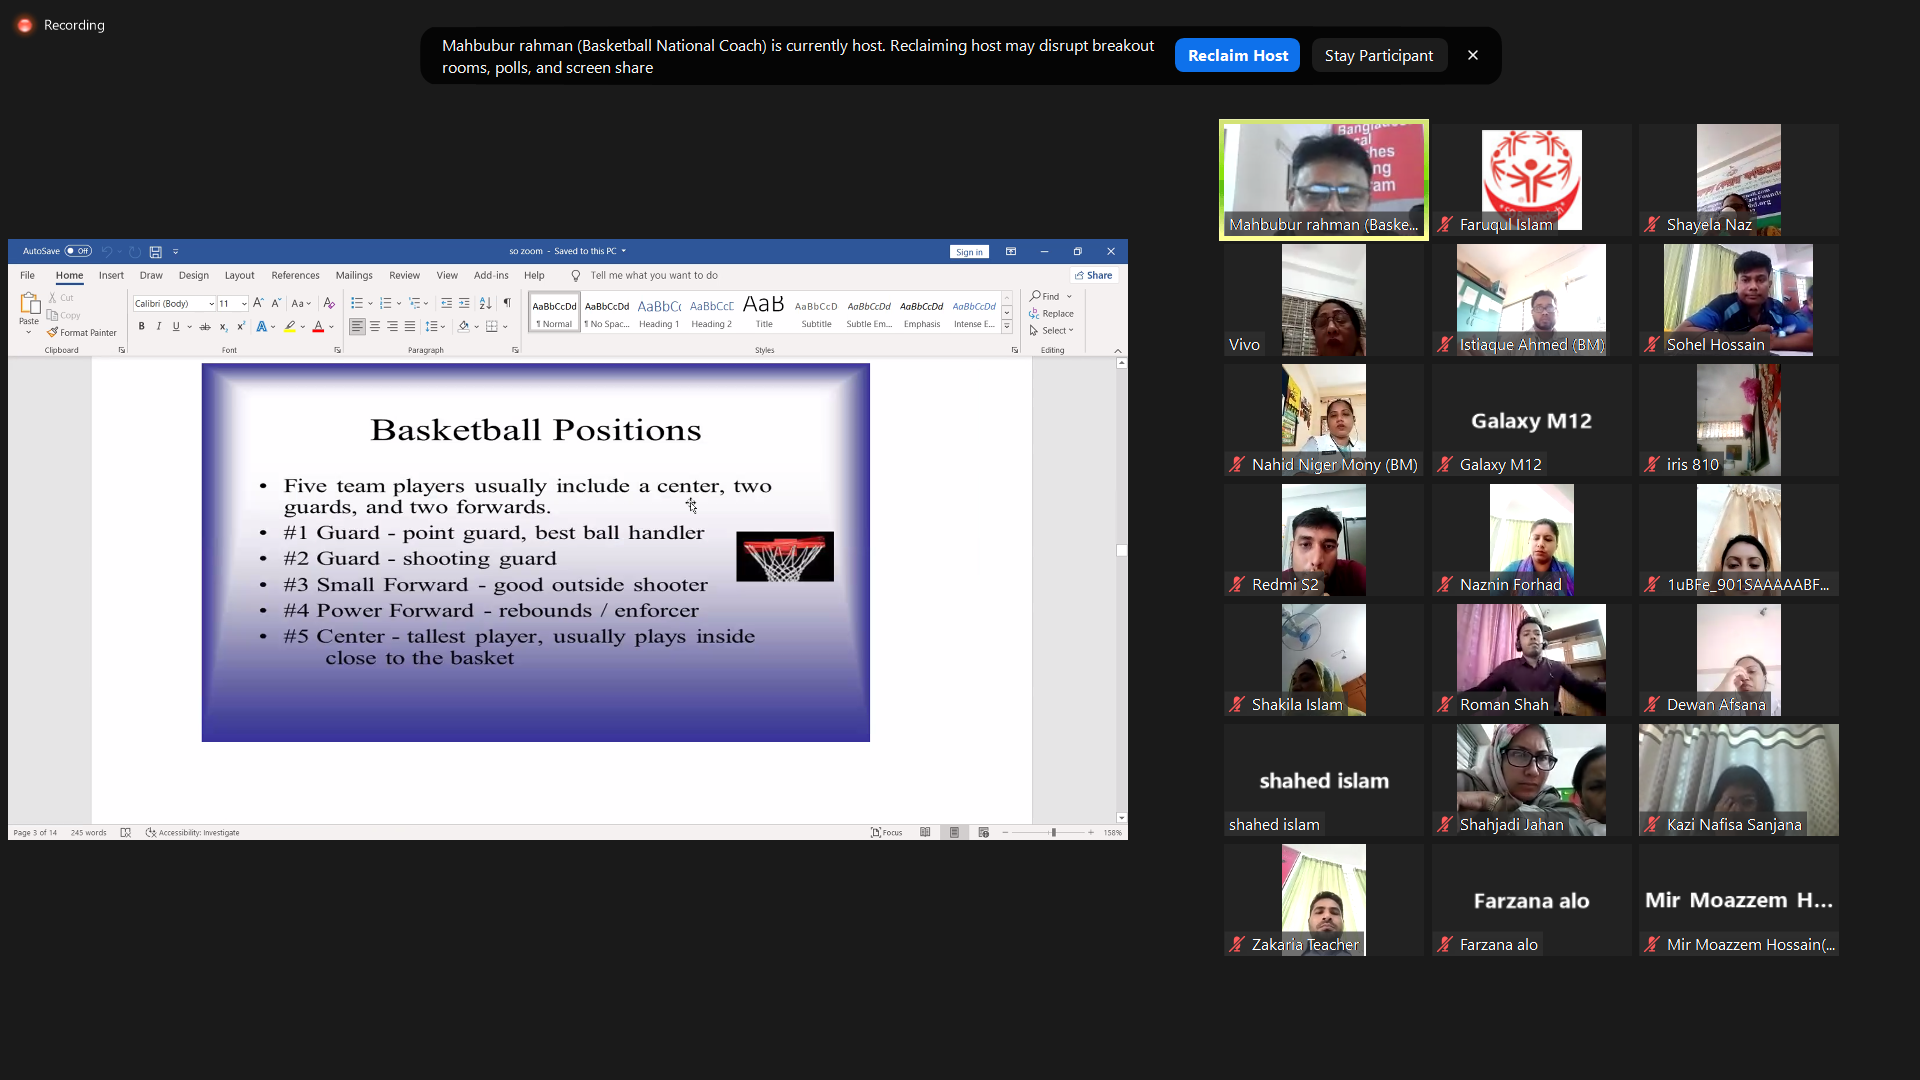 Recording
Mahbubur rahman (Basketball National Coach) is currently host. Reclaiming host may disrupt breakout
rooms, polls, and screen share
Reclaim Host
Stay Participant
AutoSave Off
so zoom - Saved to this PC
Sign in
File Home Insert Draw Design Layout References Mailings Review View Add-ins Help Tell me what you want to do
Share
Paste
Cut
Copy
Format Painter
Clipboard
Calibri (Body) 11
Font
Paragraph
AaBbCcDd AaBbCcDd AaBbCc AaBbCcE AaB AaBbCcD AaBbCcDd AaBbCcDd AaBbCcDd
¶ Normal ¶ No Spac... Heading 1 Heading 2 Title Subtitle Subtle Em... Emphasis Intense E...
Styles
Find
Replace
Select
Editing
Basketball Positions
• Five team players usually include a center, two
guards, and two forwards.
• #1 Guard - point guard, best ball handler
• #2 Guard - shooting guard
• #3 Small Forward - good outside shooter
• #4 Power Forward - rebounds / enforcer
• #5 Center - tallest player, usually plays inside
close to the basket
Page 3 of 14 245 words Accessibility: Investigate
Focus
158%
Mahbubur rahman (Baske...
Faruqul Islam
Shayela Naz
Vivo
Istiaque Ahmed (BM)
Sohel Hossain
Nahid Niger Mony (BM)
Galaxy M12
Galaxy M12
iris 810
Redmi S2
Naznin Forhad
1uBFe_901SAAAAABF...
Shakila Islam
Roman Shah
Dewan Afsana
shahed islam
shahed islam
Shahjadi Jahan
Kazi Nafisa Sanjana
Zakaria Teacher
Farzana alo
Farzana alo
Mir Moazzem H...
Mir Moazzem Hossain(...